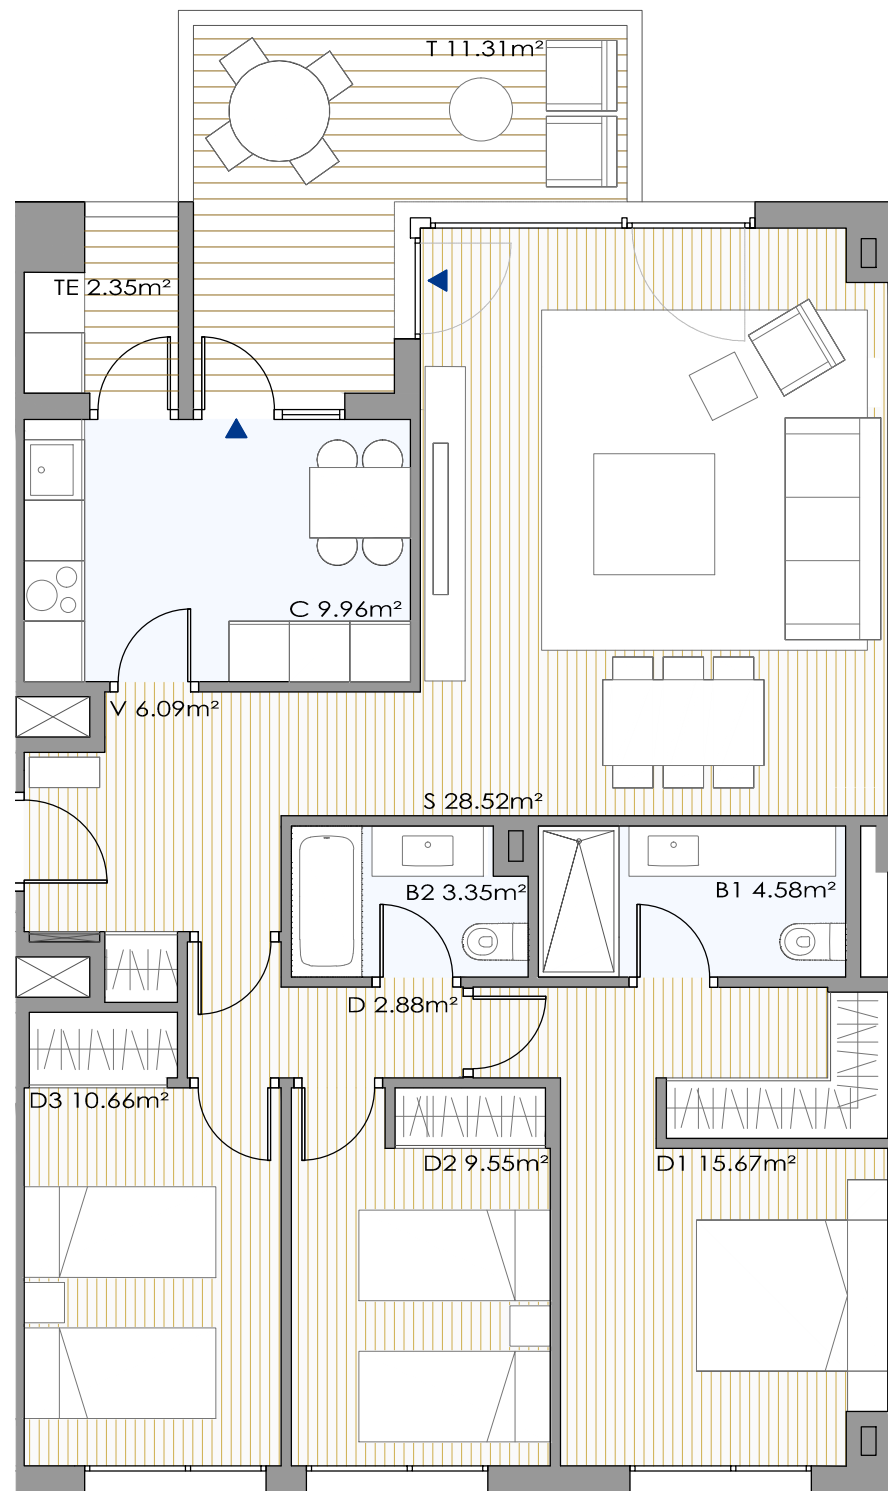 T 11.31m²
TE 2.35m²
C 9.96m²
V 6.09m²
S 28.52m²
B2 3.35m²
B1 4.58m²
D 2.88m²
D3 10.66m²
D2 9.55m²
D1 15.67m²